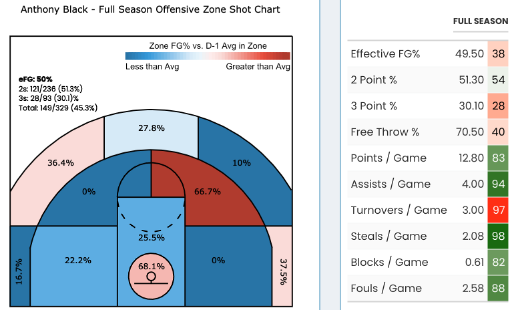 Anthony Black - Full Season Offensive Zone Shot Chart
Zone FG% vs. D-1 Avg in Zone
Less than Avg Greater than Avg
eFG: 50%
2s: 121/236 (51.3%)
3s: 28/93 (30.1)%
Total: 149/329 (45.3%)
27.8%
36.4% 10%
0% 66.7%
25.5%
16.7% 22.2% 68.1% 0% 37.5%
FULL SEASON
Effective FG% 49.50 38
2 Point % 51.30 54
3 Point % 30.10 28
Free Throw % 70.50 40
Points / Game 12.80 83
Assists / Game 4.00 94
Turnovers / Game 3.00 97
Steals / Game 2.08 98
Blocks / Game 0.61 82
Fouls / Game 2.58 88